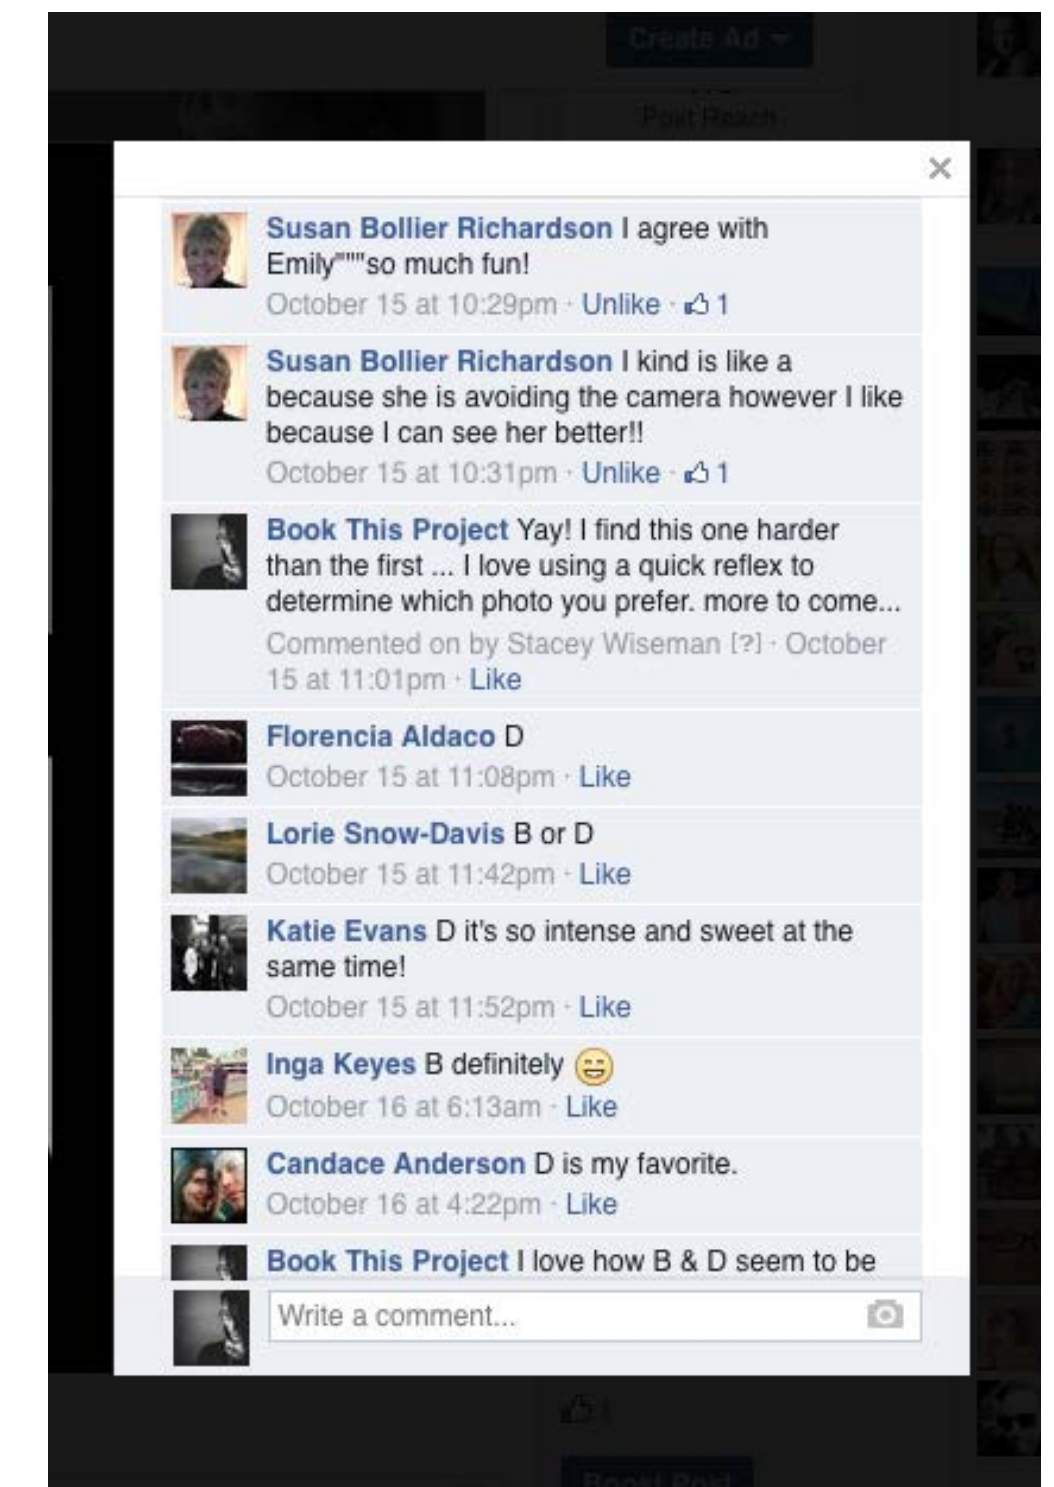 Create Ad
Post Reach
Susan Bollier Richardson I agree with
Emily"""so much fun!
October 15 at 10:29pm · Unlike · 1
Susan Bollier Richardson I kind is like a
because she is avoiding the camera however I like
because I can see her better!!
October 15 at 10:31pm · Unlike · 1
Book This Project Yay! I find this one harder
than the first ... I love using a quick reflex to
determine which photo you prefer. more to come...
Commented on by Stacey Wiseman [?] · October
15 at 11:01pm · Like
Florencia Aldaco D
October 15 at 11:08pm · Like
Lorie Snow-Davis B or D
October 15 at 11:42pm · Like
Katie Evans D it's so intense and sweet at the
same time!
October 15 at 11:52pm · Like
Inga Keyes B definitely
October 16 at 6:13am · Like
Candace Anderson D is my favorite.
October 16 at 4:22pm · Like
Book This Project I love how B & D seem to be
Write a comment...
Boost Post